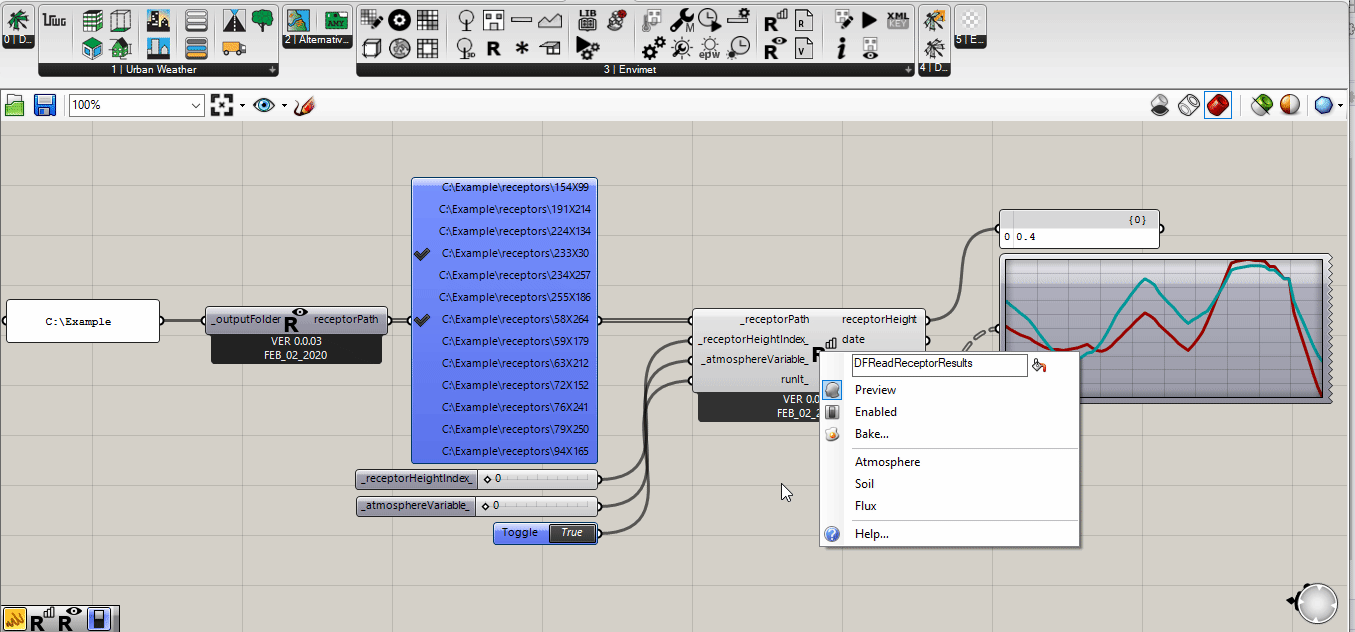 0 | D...
UWG
1 | Urban Weather
ANY
2 | Alternativ...
LIB
R
M
epw
R
R
R
V
XML
KEY
3 | Envimet
4 | D...
5 | E...
100%
C:\Example
_outputFolder
R
receptorPath
VER 0.0.03
FEB_02_2020
C:\Example\receptors\154X99
C:\Example\receptors\191X214
C:\Example\receptors\224X134
C:\Example\receptors\233X30
C:\Example\receptors\234X257
C:\Example\receptors\255X186
C:\Example\receptors\58X264
C:\Example\receptors\59X179
C:\Example\receptors\63X212
C:\Example\receptors\72X152
C:\Example\receptors\76X241
C:\Example\receptors\79X250
C:\Example\receptors\94X165
_receptorHeightIndex_ 0
_atmosphereVariable_ 0
Toggle True
_receptorPath
_receptorHeightIndex_
_atmosphereVariable_
runIt_
receptorHeight
date
VER 0.0
FEB_02_2
{0}
0 0.4
DFReadReceptorResults
Preview
Enabled
Bake...
Atmosphere
Soil
Flux
Help...
R R